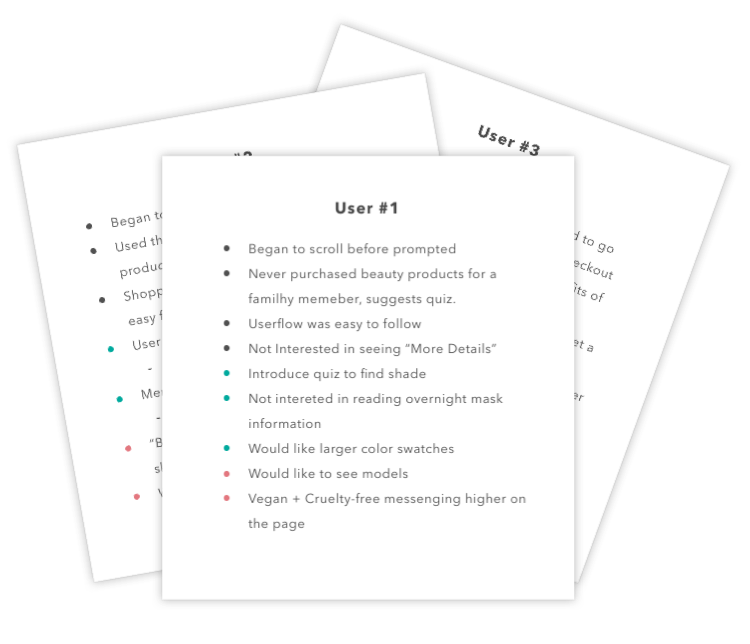 User #1
Began to scroll before prompted
Never purchased beauty products for a
familhy memeber, suggests quiz.
Userflow was easy to follow
Not Interested in seeing “More Details”
Introduce quiz to find shade
Not intereted in reading overnight mask
information
Would like larger color swatches
Would like to see models
Vegan + Cruelty-free messenging higher on
the page
#2
Began to
Used th
produc
Shopp
easy f
User
-
Me
-
"B
User #3
to go
its of
et a
er